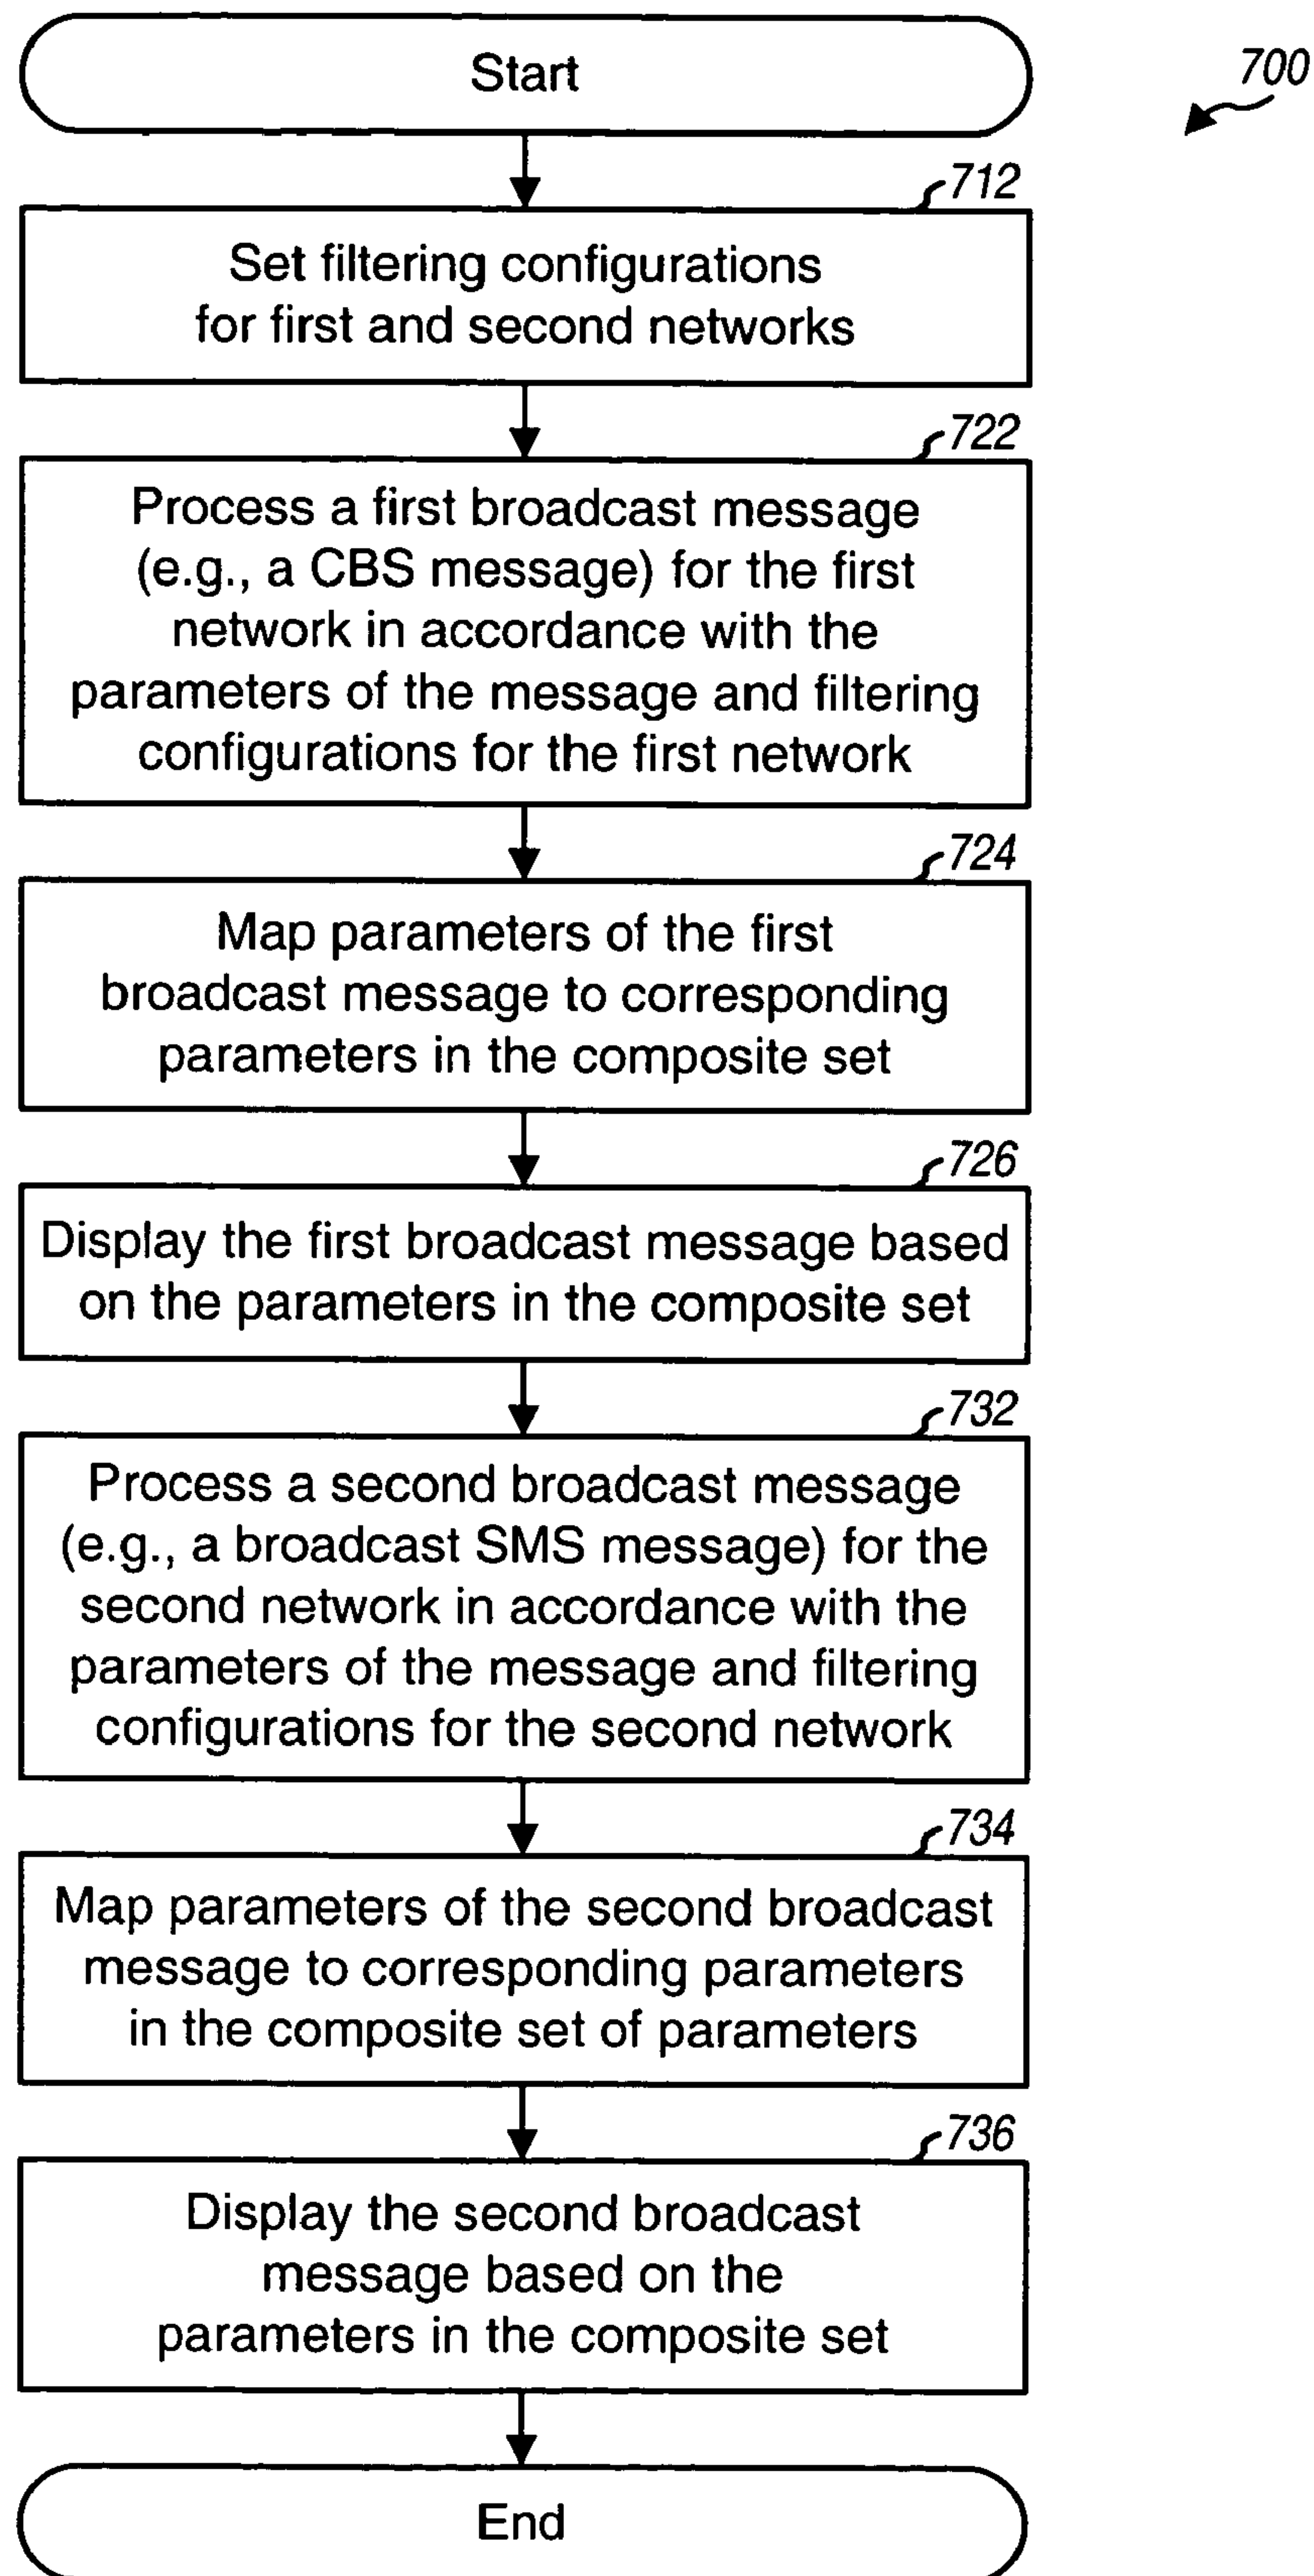 Start
700
712
Set filtering configurations
for first and second networks
722
Process a first broadcast message
(e.g., a CBS message) for the first
network in accordance with the
parameters of the message and filtering
configurations for the first network
724
Map parameters of the first
broadcast message to corresponding
parameters in the composite set
726
Display the first broadcast message based
on the parameters in the composite set
732
Process a second broadcast message
(e.g., a broadcast SMS message) for the
second network in accordance with the
parameters of the message and filtering
configurations for the second network
734
Map parameters of the second broadcast
message to corresponding parameters
in the composite set of parameters
736
Display the second broadcast
message based on the
parameters in the composite set
End